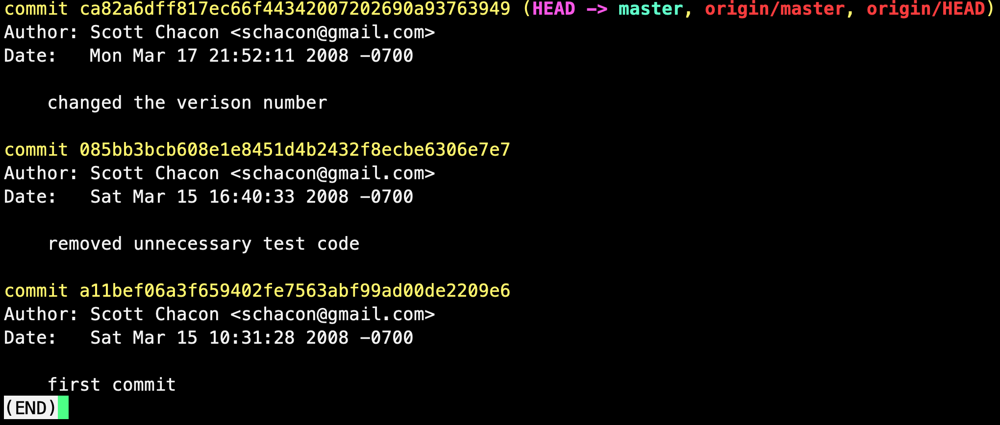 commit ca82a6dff817ec66f44342007202690a93763949 (HEAD -> master, origin/master, origin/HEAD)
Author: Scott Chacon <schacon@gmail.com>
Date:   Mon Mar 17 21:52:11 2008 -0700

    changed the verison number

commit 085bb3bcb608e1e8451d4b2432f8ecbe6306e7e7
Author: Scott Chacon <schacon@gmail.com>
Date:   Sat Mar 15 16:40:33 2008 -0700

    removed unnecessary test code

commit a11bef06a3f659402fe7563abf99ad00de2209e6
Author: Scott Chacon <schacon@gmail.com>
Date:   Sat Mar 15 10:31:28 2008 -0700

    first commit
(END)